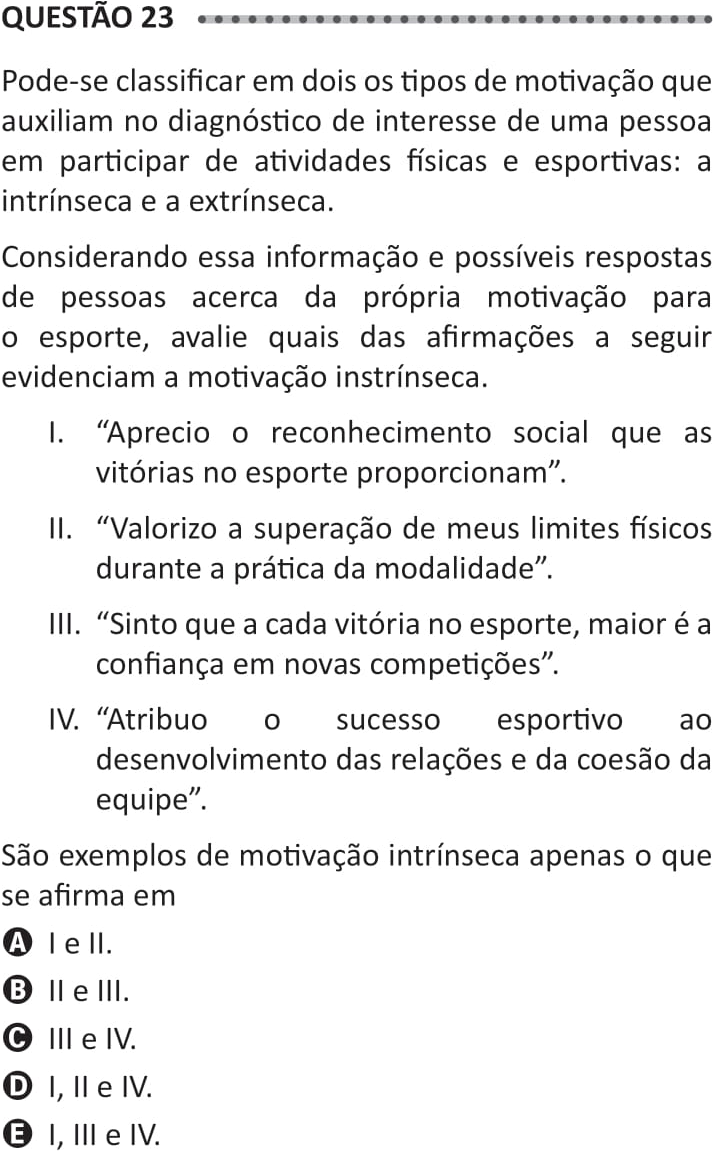 QUESTÃO 23
Pode-se classificar em dois os tipos de motivação que
auxiliam no diagnóstico de interesse de uma pessoa
em participar de atividades físicas e esportivas: a
intrínseca e a extrínseca.
Considerando essa informação e possíveis respostas
de pessoas acerca da própria motivação para
o esporte, avalie quais das afirmações a seguir
evidenciam a motivação instrínseca.
I. “Aprecio o reconhecimento social que as
vitórias no esporte proporcionam”.
II. “Valorizo a superação de meus limites físicos
durante a prática da modalidade”.
III. “Sinto que a cada vitória no esporte, maior é a
confiança em novas competições”.
IV. “Atribuo o sucesso esportivo ao
desenvolvimento das relações e da coesão da
equipe”.
São exemplos de motivação intrínseca apenas o que
se afirma em
A I e II.
B II e III.
C III e IV.
D I, II e IV.
E I, III e IV.